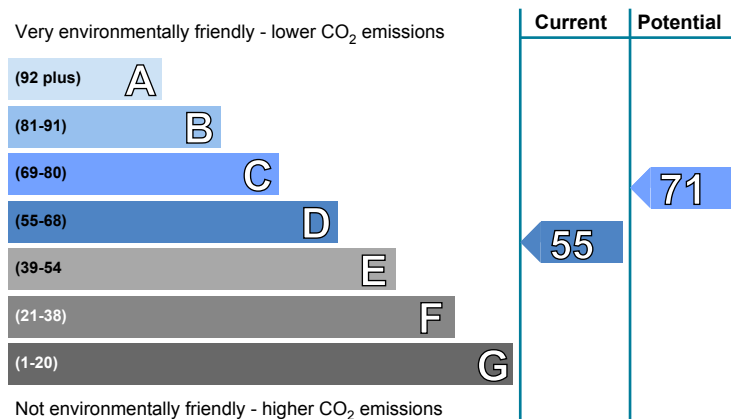 Current Potential
Very environmentally friendly - lower CO2 emissions
(92 plus) A
(81-91) B
(69-80) C
71
(55-68) D
55
(39-54 E
(21-38) F
(1-20) G
Not environmentally friendly - higher CO2 emissions